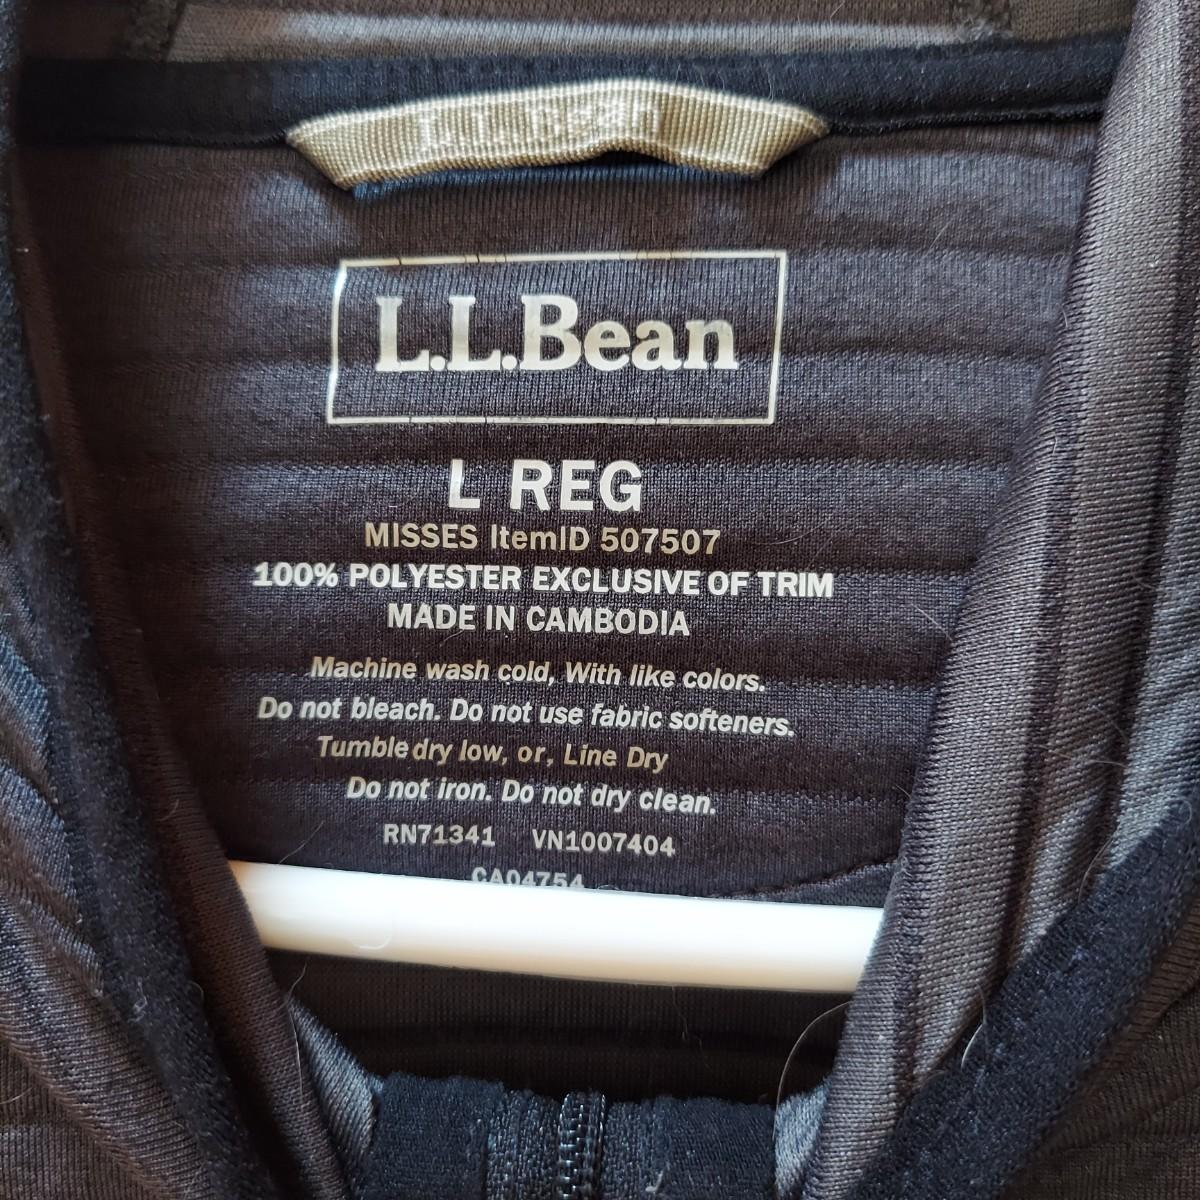 L.L.Bean
L.L.Bean
L REG
MISSES ItemID 507507
100% POLYESTER EXCLUSIVE OF TRIM
MADE IN CAMBODIA
Machine wash cold, With like colors.
Do not bleach. Do not use fabric softeners.
Tumble dry low, or, Line Dry
Do not iron. Do not dry clean.
RN71341 VN1007404
CA04754